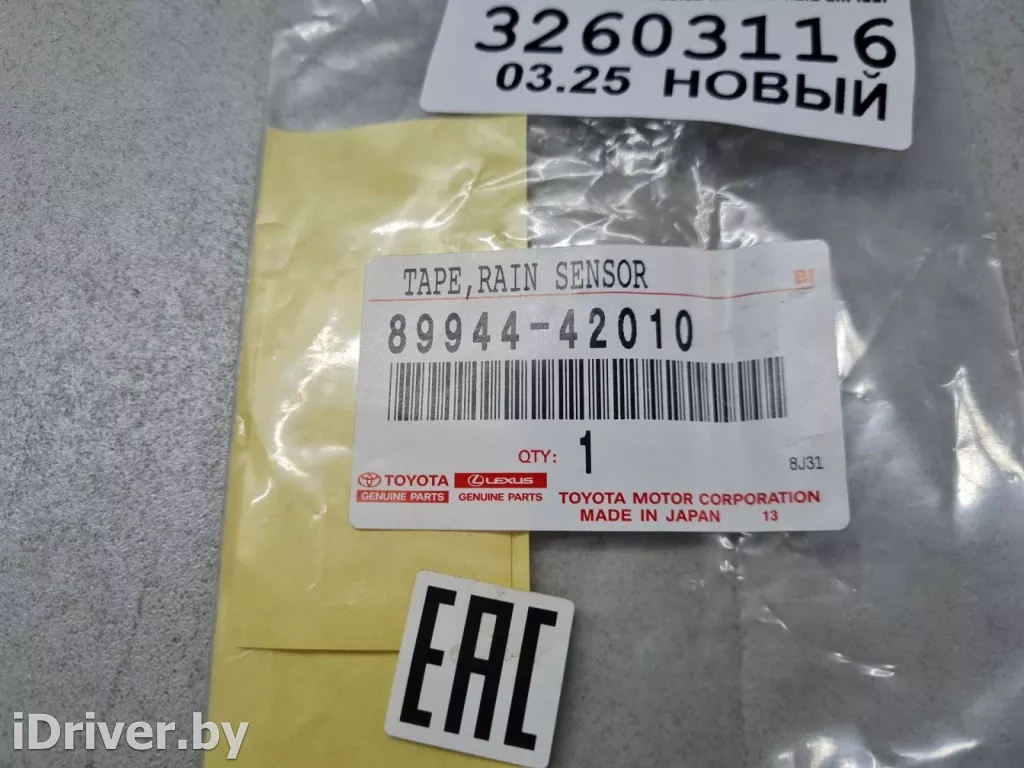 32603116
03.25 НОВЫЙ
TAPE, RAIN SENSOR
89944-42010
QTY: 1
8J31
TOYOTA
GENUINE PARTS
LEXUS
GENUINE PARTS
TOYOTA MOTOR CORPORATION
MADE IN JAPAN 13
EAC
iDriver.by